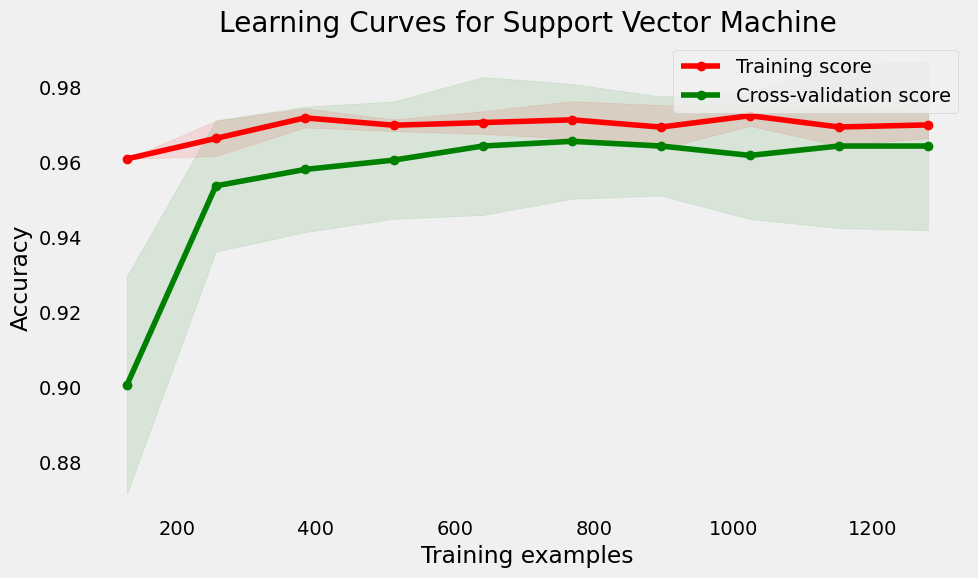 Learning Curves for Support Vector Machine
Training score
Cross-validation score
0.98
0.96
0.94
0.92
0.90
0.88
Accuracy
200 400 600 800 1000 1200
Training examples